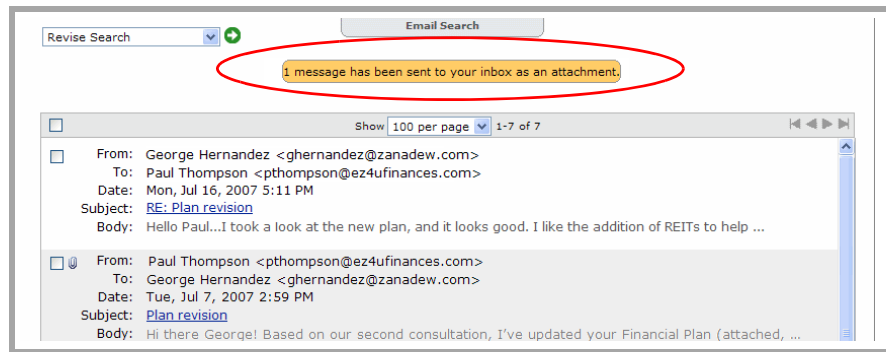 Email Search
Revise Search
1 message has been sent to your inbox as an attachment.
Show 100 per page 1-7 of 7
From: George Hernandez <ghernandez@zanadew.com>
To: Paul Thompson <pthompson@ez4ufinances.com>
Date: Mon, Jul 16, 2007 5:11 PM
Subject: RE: Plan revision
Body: Hello Paul...I took a look at the new plan, and it looks good. I like the addition of REITs to help ...
From: Paul Thompson <pthompson@ez4ufinances.com>
To: George Hernandez <ghernandez@zanadew.com>
Date: Tue, Jul 7, 2007 2:59 PM
Subject: Plan revision
Body: Hi there George! Based on our second consultation, I've updated your Financial Plan (attached, ...